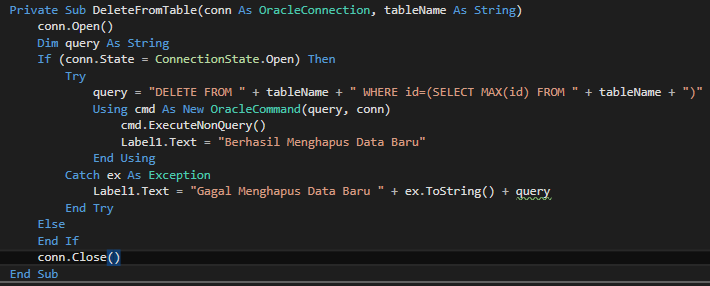 Private Sub DeleteFromTable(conn As OracleConnection, tableName As String)
    conn.Open()
    Dim query As String
    If (conn.State = ConnectionState.Open) Then
        Try
            query = "DELETE FROM " + tableName + " WHERE id=(SELECT MAX(id) FROM " + tableName + ")"
            Using cmd As New OracleCommand(query, conn)
                cmd.ExecuteNonQuery()
                Label1.Text = "Berhasil Menghapus Data Baru"
            End Using
        Catch ex As Exception
            Label1.Text = "Gagal Menghapus Data Baru " + ex.ToString() + query
        End Try
    Else
    End If
    conn.Close()
End Sub